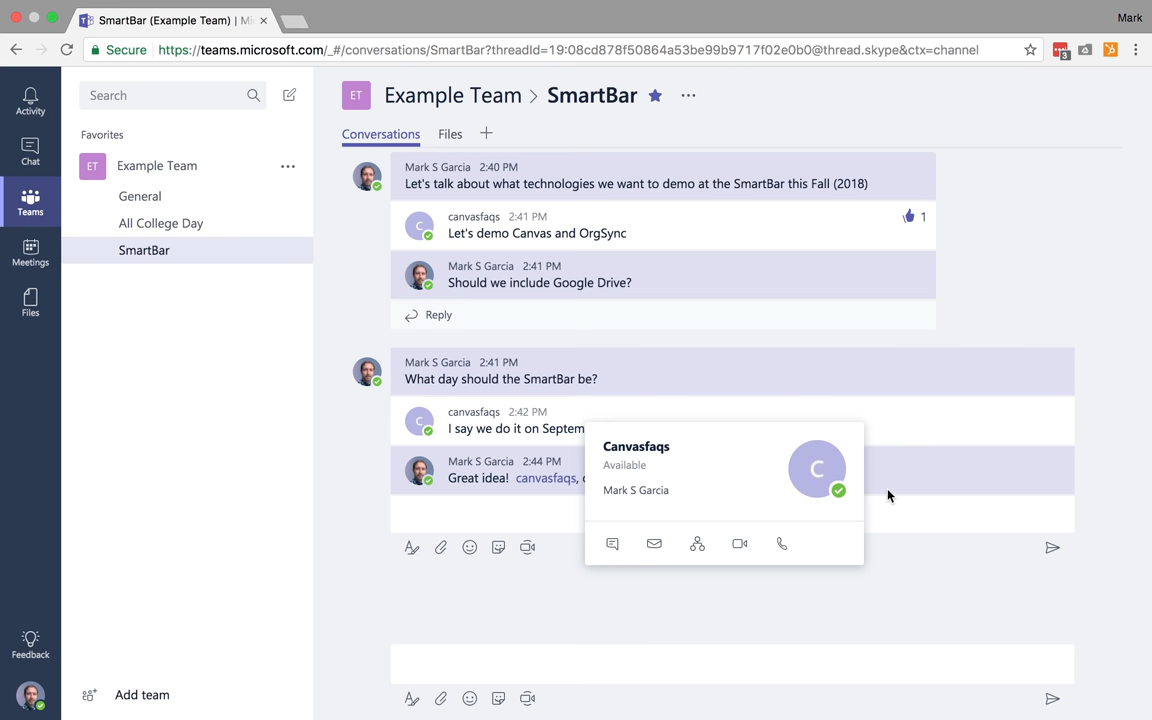 SmartBar (Example Team) | Mi
Mark
Secure
https://teams.microsoft.com/_#/conversations/SmartBar?threadId=19:08cd878f50864a53be99b9717f02e0b0@thread.skype&ctx=channel
3
Activity
Chat
Teams
Meetings
Files
Feedback
Search
Favorites
ET Example Team
General
All College Day
SmartBar
Add team
ET Example Team > SmartBar
Conversations Files
Mark S Garcia 2:40 PM
Let's talk about what technologies we want to demo at the SmartBar this Fall (2018)
C canvasfaqs 2:41 PM
1
Let's demo Canvas and OrgSync
Mark S Garcia 2:41 PM
Should we include Google Drive?
Reply
Mark S Garcia 2:41 PM
What day should the SmartBar be?
C canvasfaqs 2:42 PM
I say we do it on Septem
Mark S Garcia 2:44 PM
Great idea! canvasfaqs,
Canvasfaqs
Available
Mark S Garcia
C